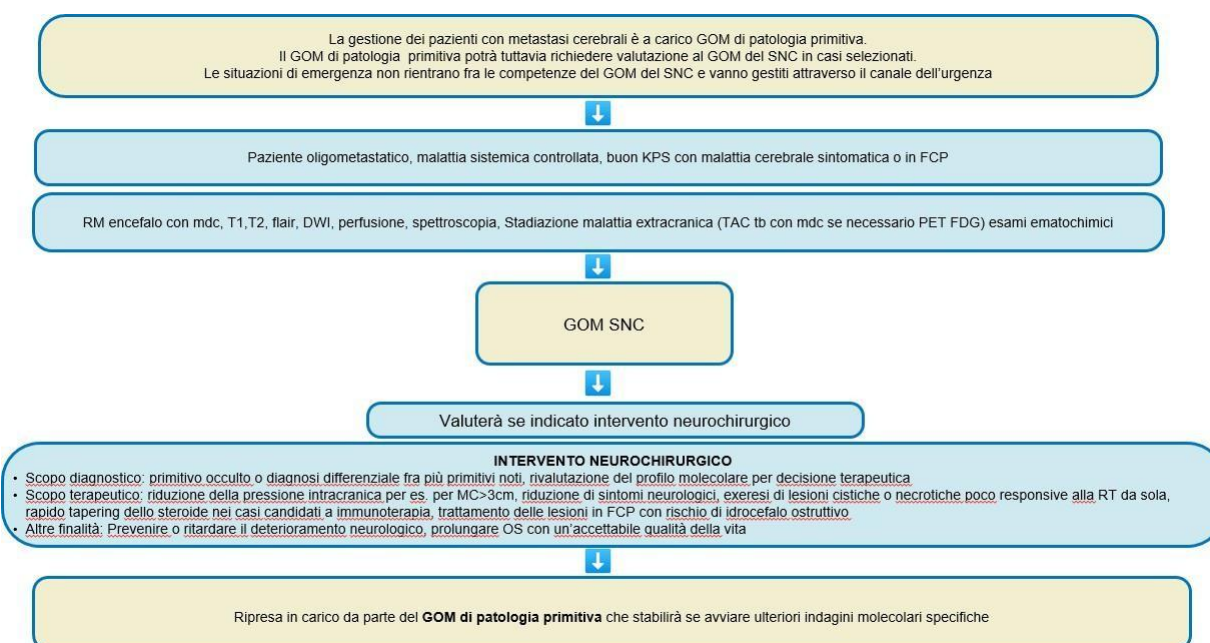 La gestione dei pazienti con metastasi cerebrali è a carico GOM di patologia primitiva.
Il GOM di patologia primitiva potrà tuttavia richiedere valutazione al GOM del SNC in casi selezionati.
Le situazioni di emergenza non rientrano fra le competenze del GOM del SNC e vanno gestiti attraverso il canale dell'urgenza
Paziente oligometastatico, malattia sistemica controllata, buon KPS con malattia cerebrale sintomatica o in FCP
RM encefalo con mdc, T1,T2, flair, DWI, perfusione, spettroscopia, Stadiazione malattia extracranica (TAC tb con mdc se necessario PET FDG) esami ematochimici
GOM SNC
Valuterà se indicato intervento neurochirurgico
INTERVENTO NEUROCHIRURGICO
• Scopo diagnostico: primitivo occulto o diagnosi differenziale fra più primitivi noti, rivalutazione del profilo molecolare per decisione terapeutica
• Scopo terapeutico: riduzione della pressione intracranica per es. per MC>3cm, riduzione di sintomi neurologici, exeresi di lesioni cistiche o necrotiche poco responsive alla RT da sola,
rapido tapering dello steroide nei casi candidati a immunoterapia, trattamento delle lesioni in FCP con rischio di idrocefalo ostruttivo
• Altre finalità: Prevenire o ritardare il deterioramento neurologico, prolungare OS con un'accettabile qualità della vita
Ripresa in carico da parte del GOM di patologia primitiva che stabilirà se avviare ulteriori indagini molecolari specifiche